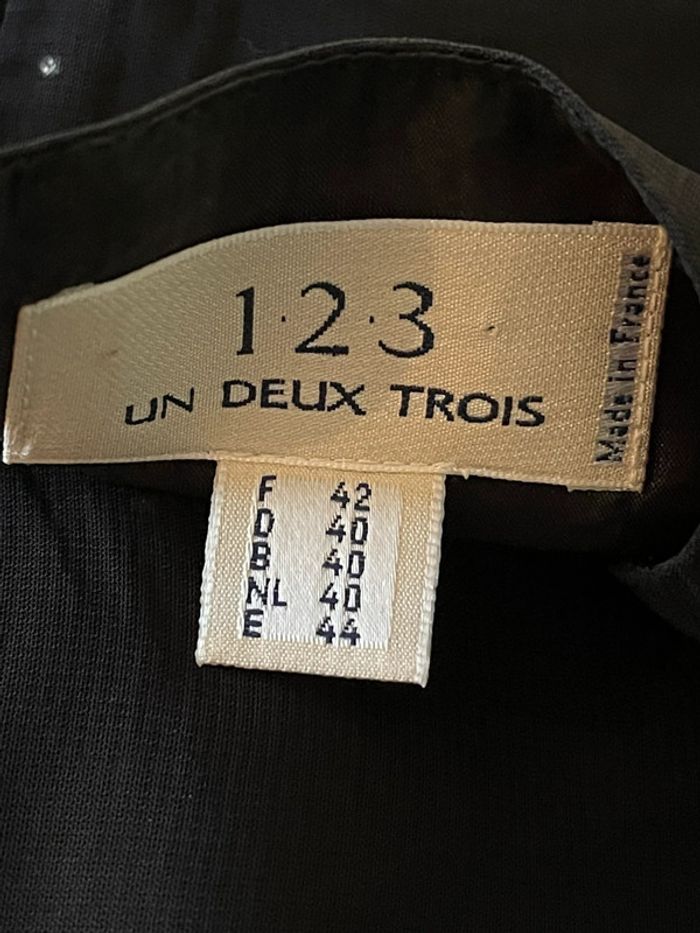 1·2·3
UN DEUX TROIS
Made in France
F 42
D 40
B 40
NL 40
E 44